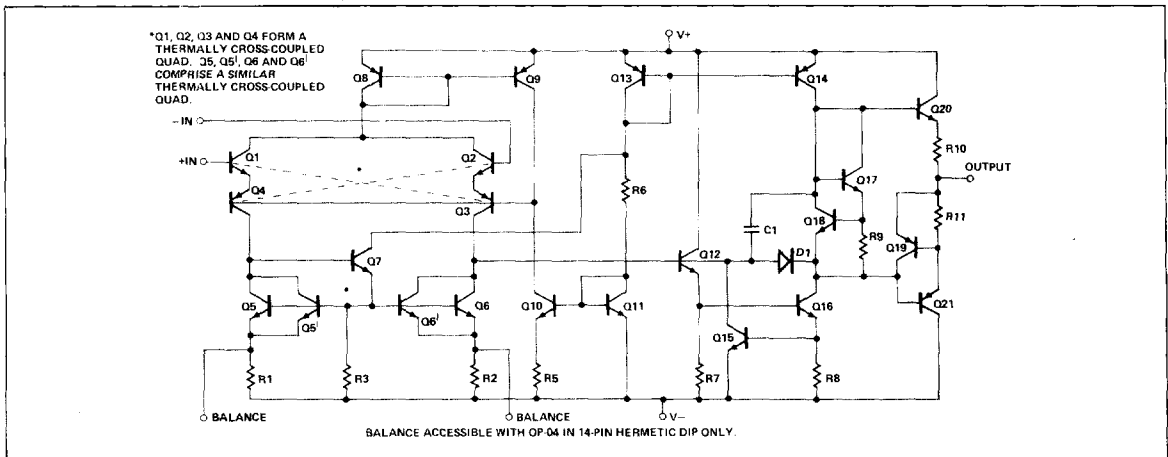 *Q1, Q2, Q3 AND Q4 FORM A
THERMALLY CROSS-COUPLED
QUAD. Q5, Q5', Q6 AND Q6'
COMPRISE A SIMILAR
THERMALLY CROSS-COUPLED
QUAD.
V+
Q8
Q9
Q13
Q14
Q20
-IN
R10
+IN
Q1
Q2
OUTPUT
Q17
Q4
Q3
R6
R11
Q18
C1
R9
Q19
Q7
Q12
D1
Q5
Q5'
Q6'
Q6
Q10
Q11
Q16
Q21
Q15
R1
R3
R2
R5
R7
R8
BALANCE
BALANCE
V-
BALANCE ACCESSIBLE WITH OP-04 IN 14-PIN HERMETIC DIP ONLY.